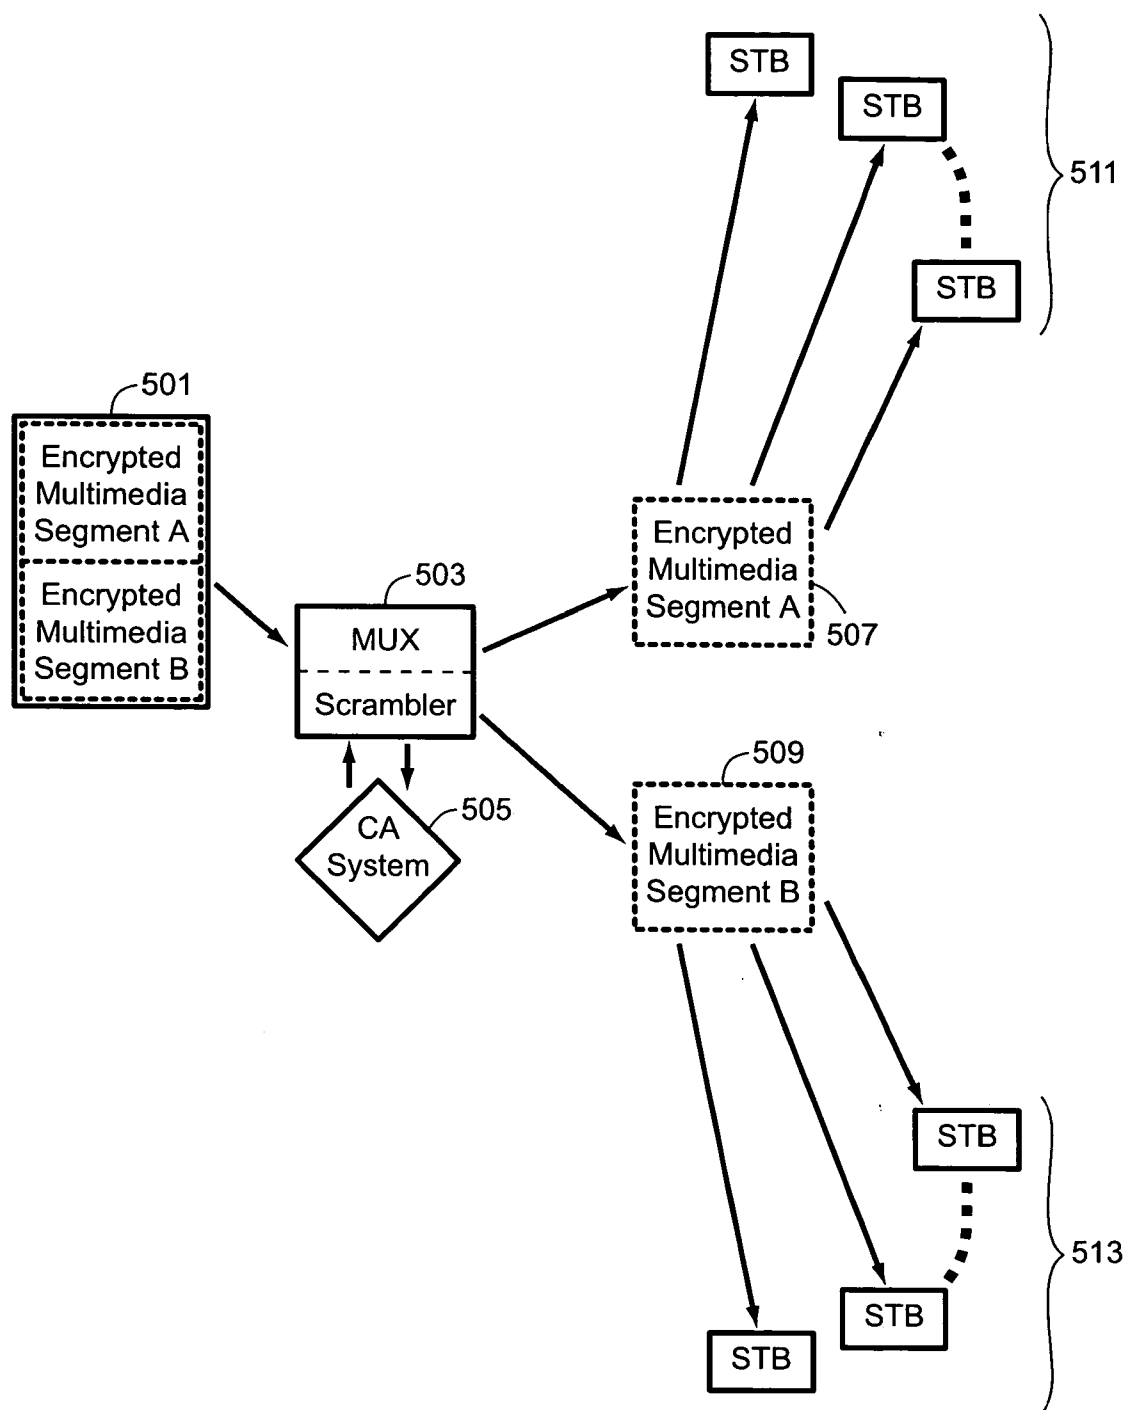 STB
STB
511
STB
501
Encrypted
Multimedia
Segment A
Encrypted
Multimedia
Segment B
503
MUX
Scrambler
505
CA
System
Encrypted
Multimedia
Segment A
507
509
Encrypted
Multimedia
Segment B
STB
513
STB
STB